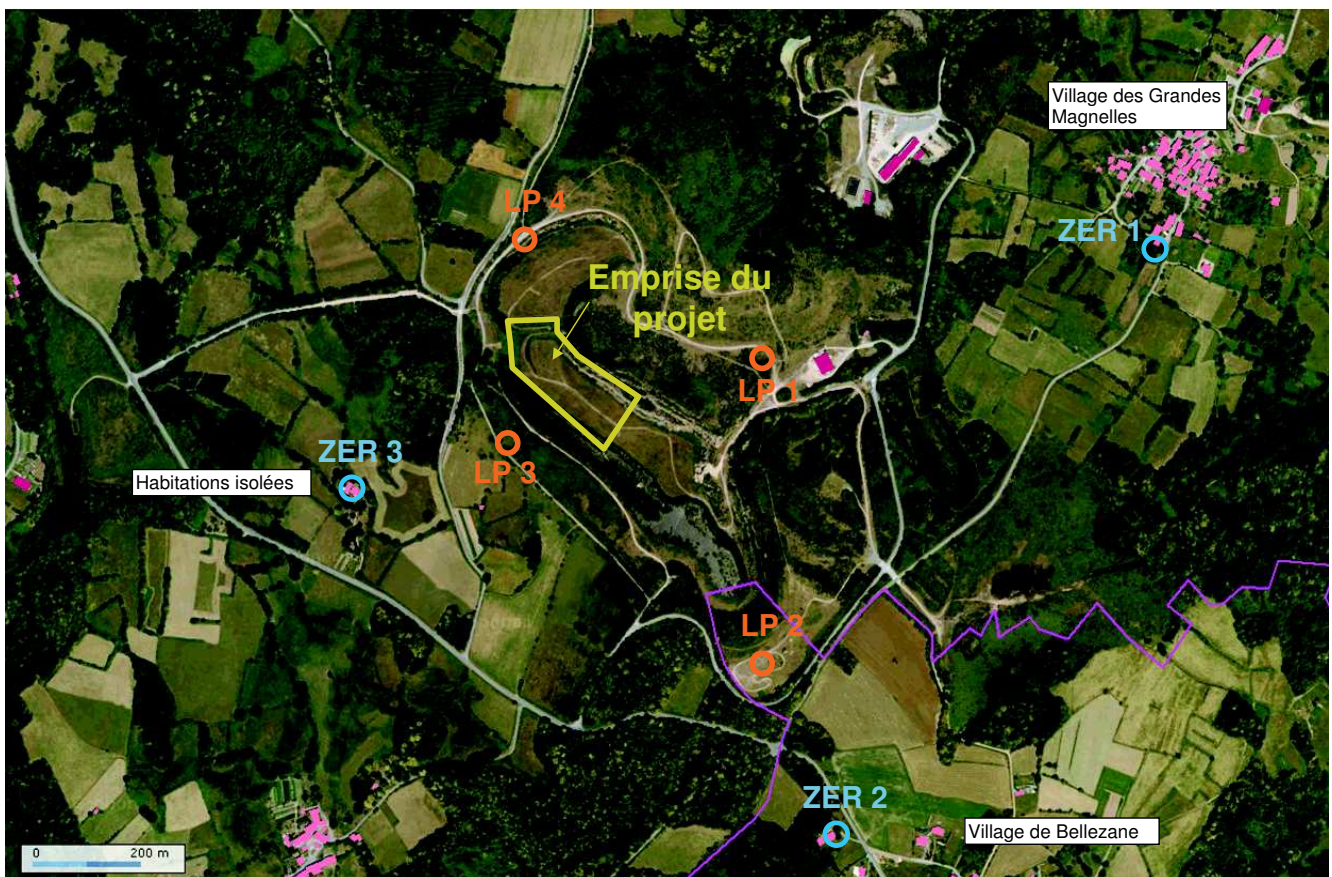 Village des Grandes
Magnelles
LP 4
ZER 1
Emprise du
projet
LP 1
ZER 3
LP 3
Habitations isolées
LP 2
ZER 2
Village de Bellezane
0 200 m